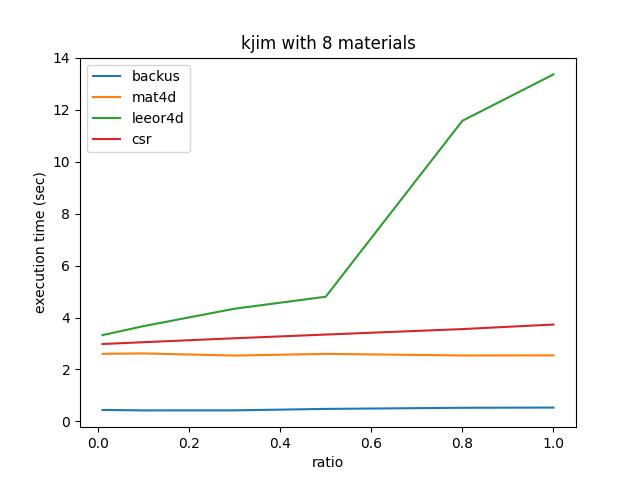 kjim with 8 materials
backus
mat4d
leeor4d
csr
execution time (sec)
14
12
10
8
6
4
2
0
0.0 0.2 0.4 0.6 0.8 1.0
ratio